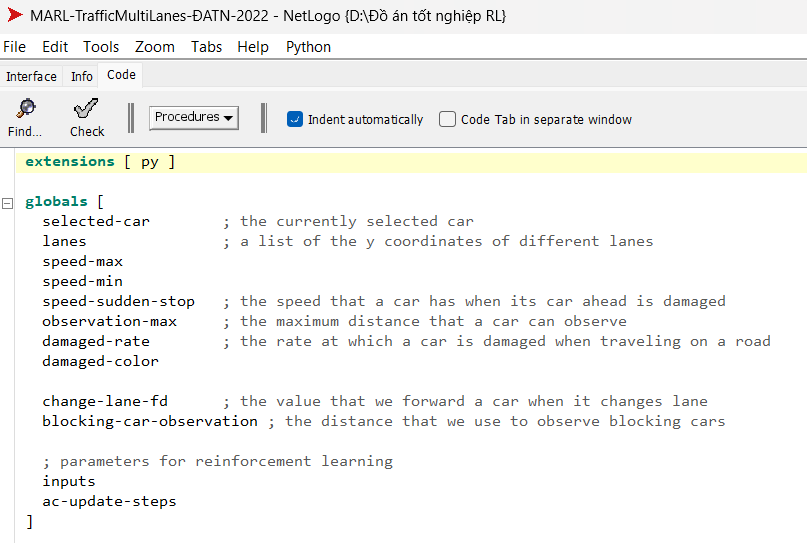 MARL-TrafficMultiLanes-ĐATN-2022 - NetLogo {D:\Đồ án tốt nghiệp RL}
File Edit Tools Zoom Tabs Help Python
Interface Info Code
Find... Check Procedures Indent automatically Code Tab in separate window
extensions [ py ]
globals [
selected-car ; the currently selected car
lanes ; a list of the y coordinates of different lanes
speed-max
speed-min
speed-sudden-stop ; the speed that a car has when its car ahead is damaged
observation-max ; the maximum distance that a car can observe
damaged-rate ; the rate at which a car is damaged when traveling on a road
damaged-color
change-lane-fd ; the value that we forward a car when it changes lane
blocking-car-observation ; the distance that we use to observe blocking cars
; parameters for reinforcement learning
inputs
ac-update-steps
]